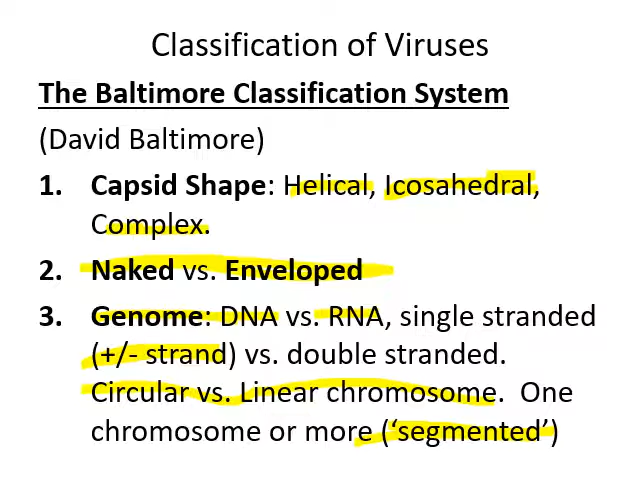 Classification of Viruses
The Baltimore Classification System
(David Baltimore)
1. Capsid Shape: Helical, Icosahedral,
Complex.
2. Naked vs. Enveloped
3. Genome: DNA vs. RNA, single stranded
(+/- strand) vs. double stranded.
Circular vs. Linear chromosome. One
chromosome or more (‘segmented’)